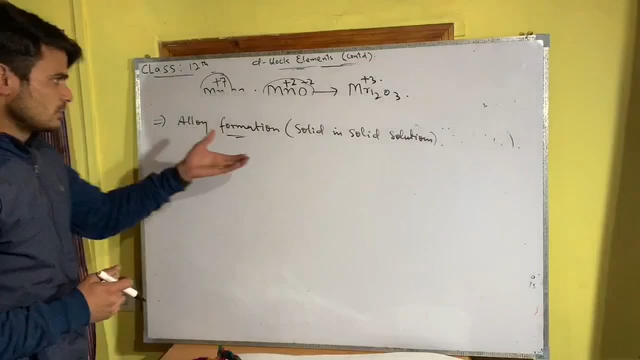 CLASS: 12th d-block Elements (Contd).
+7 +2 -2 +3
Mn MnO → Mn2O3.
⇒ Alloy formation (Solid in Solid Solution)